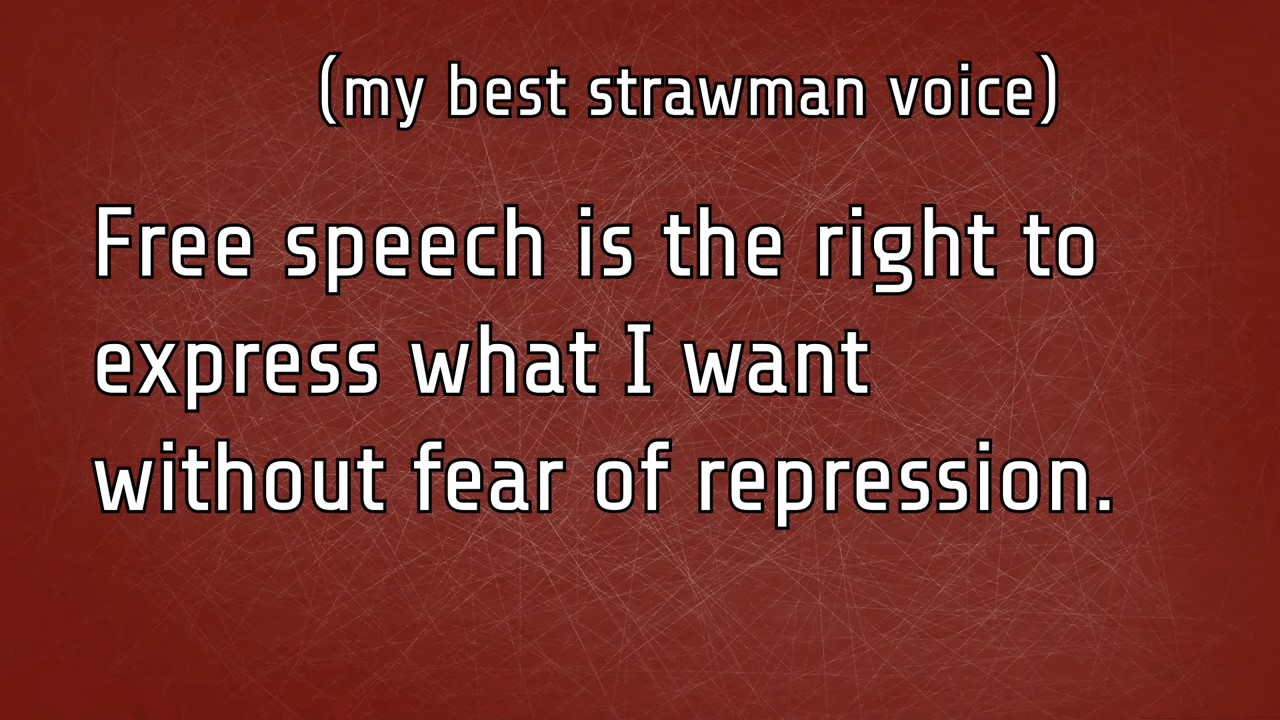 (my best strawman voice)
Free speech is the right to
express what I want
without fear of repression.